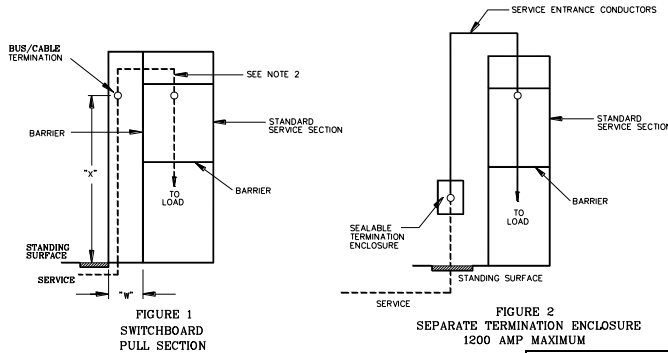 BUS/CABLE
TERMINATION
SEE NOTE 2
BARRIER
STANDARD
SERVICE SECTION
"X"
BARRIER
TO
LOAD
STANDING
SURFACE
SERVICE
"W"
FIGURE 1
SWITCHBOARD
PULL SECTION
SERVICE ENTRANCE CONDUCTORS
STANDARD
SERVICE SECTION
BARRIER
TO
LOAD
SEALABLE
TERMINATION
ENCLOSURE
STANDING SURFACE
SERVICE
FIGURE 2
SEPARATE TERMINATION ENCLOSURE
1200 AMP MAXIMUM